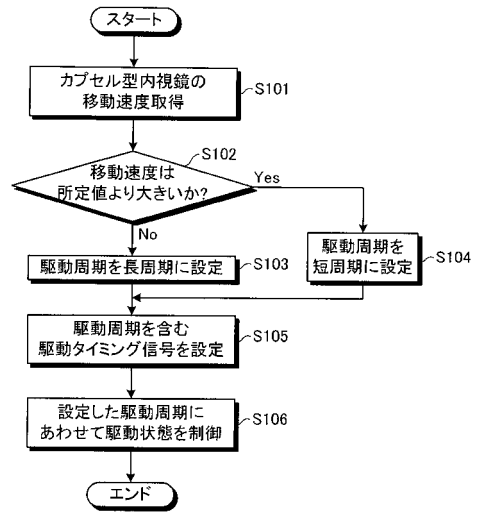 スタート
カプセル型内視鏡の
移動速度取得
S101
S102
移動速度は
所定値より大きいか?
Yes
No
駆動周期を長周期に設定
S103
駆動周期を
短周期に設定
S104
駆動周期を含む
駆動タイミング信号を設定
S105
設定した駆動周期に
あわせて駆動状態を制御
S106
エンド